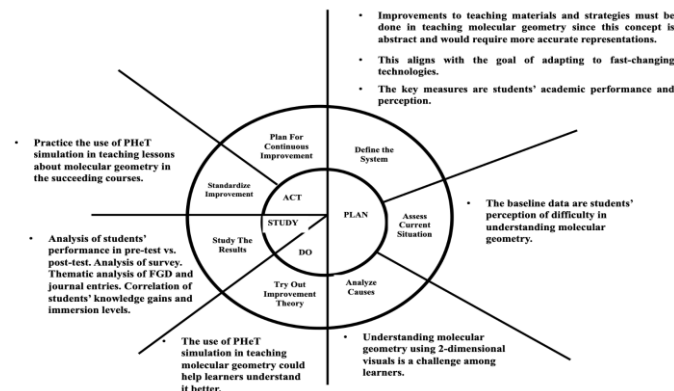 • Improvements to teaching materials and strategies must be
done in teaching molecular geometry since this concept is
abstract and would require more accurate representations.
• This aligns with the goal of adapting to fast-changing
technologies.
• The key measures are students' academic performance and
perception.
Plan For
Continuous
Improvement
Define the
System
• Practice the use of PHeT
simulation in teaching lessons
about molecular geometry in
the succeeding courses.
Standardize
Improvement
ACT
PLAN
Assess
Current
Situation
• The baseline data are students'
perception of difficulty in
understanding molecular
geometry.
STUDY
• Analysis of students'
performance in pre-test vs.
post-test. Analysis of survey.
Thematic analysis of FGD and
journal entries. Correlation of
students' knowledge gains and
immersion levels.
Study The
Results
DO
Try Out
Improvement
Theory
Analyze
Causes
• The use of PHeT
simulation in teaching
molecular geometry could
help learners understand
it better.
• Understanding molecular
geometry using 2-dimensional
visuals is a challenge among
learners.